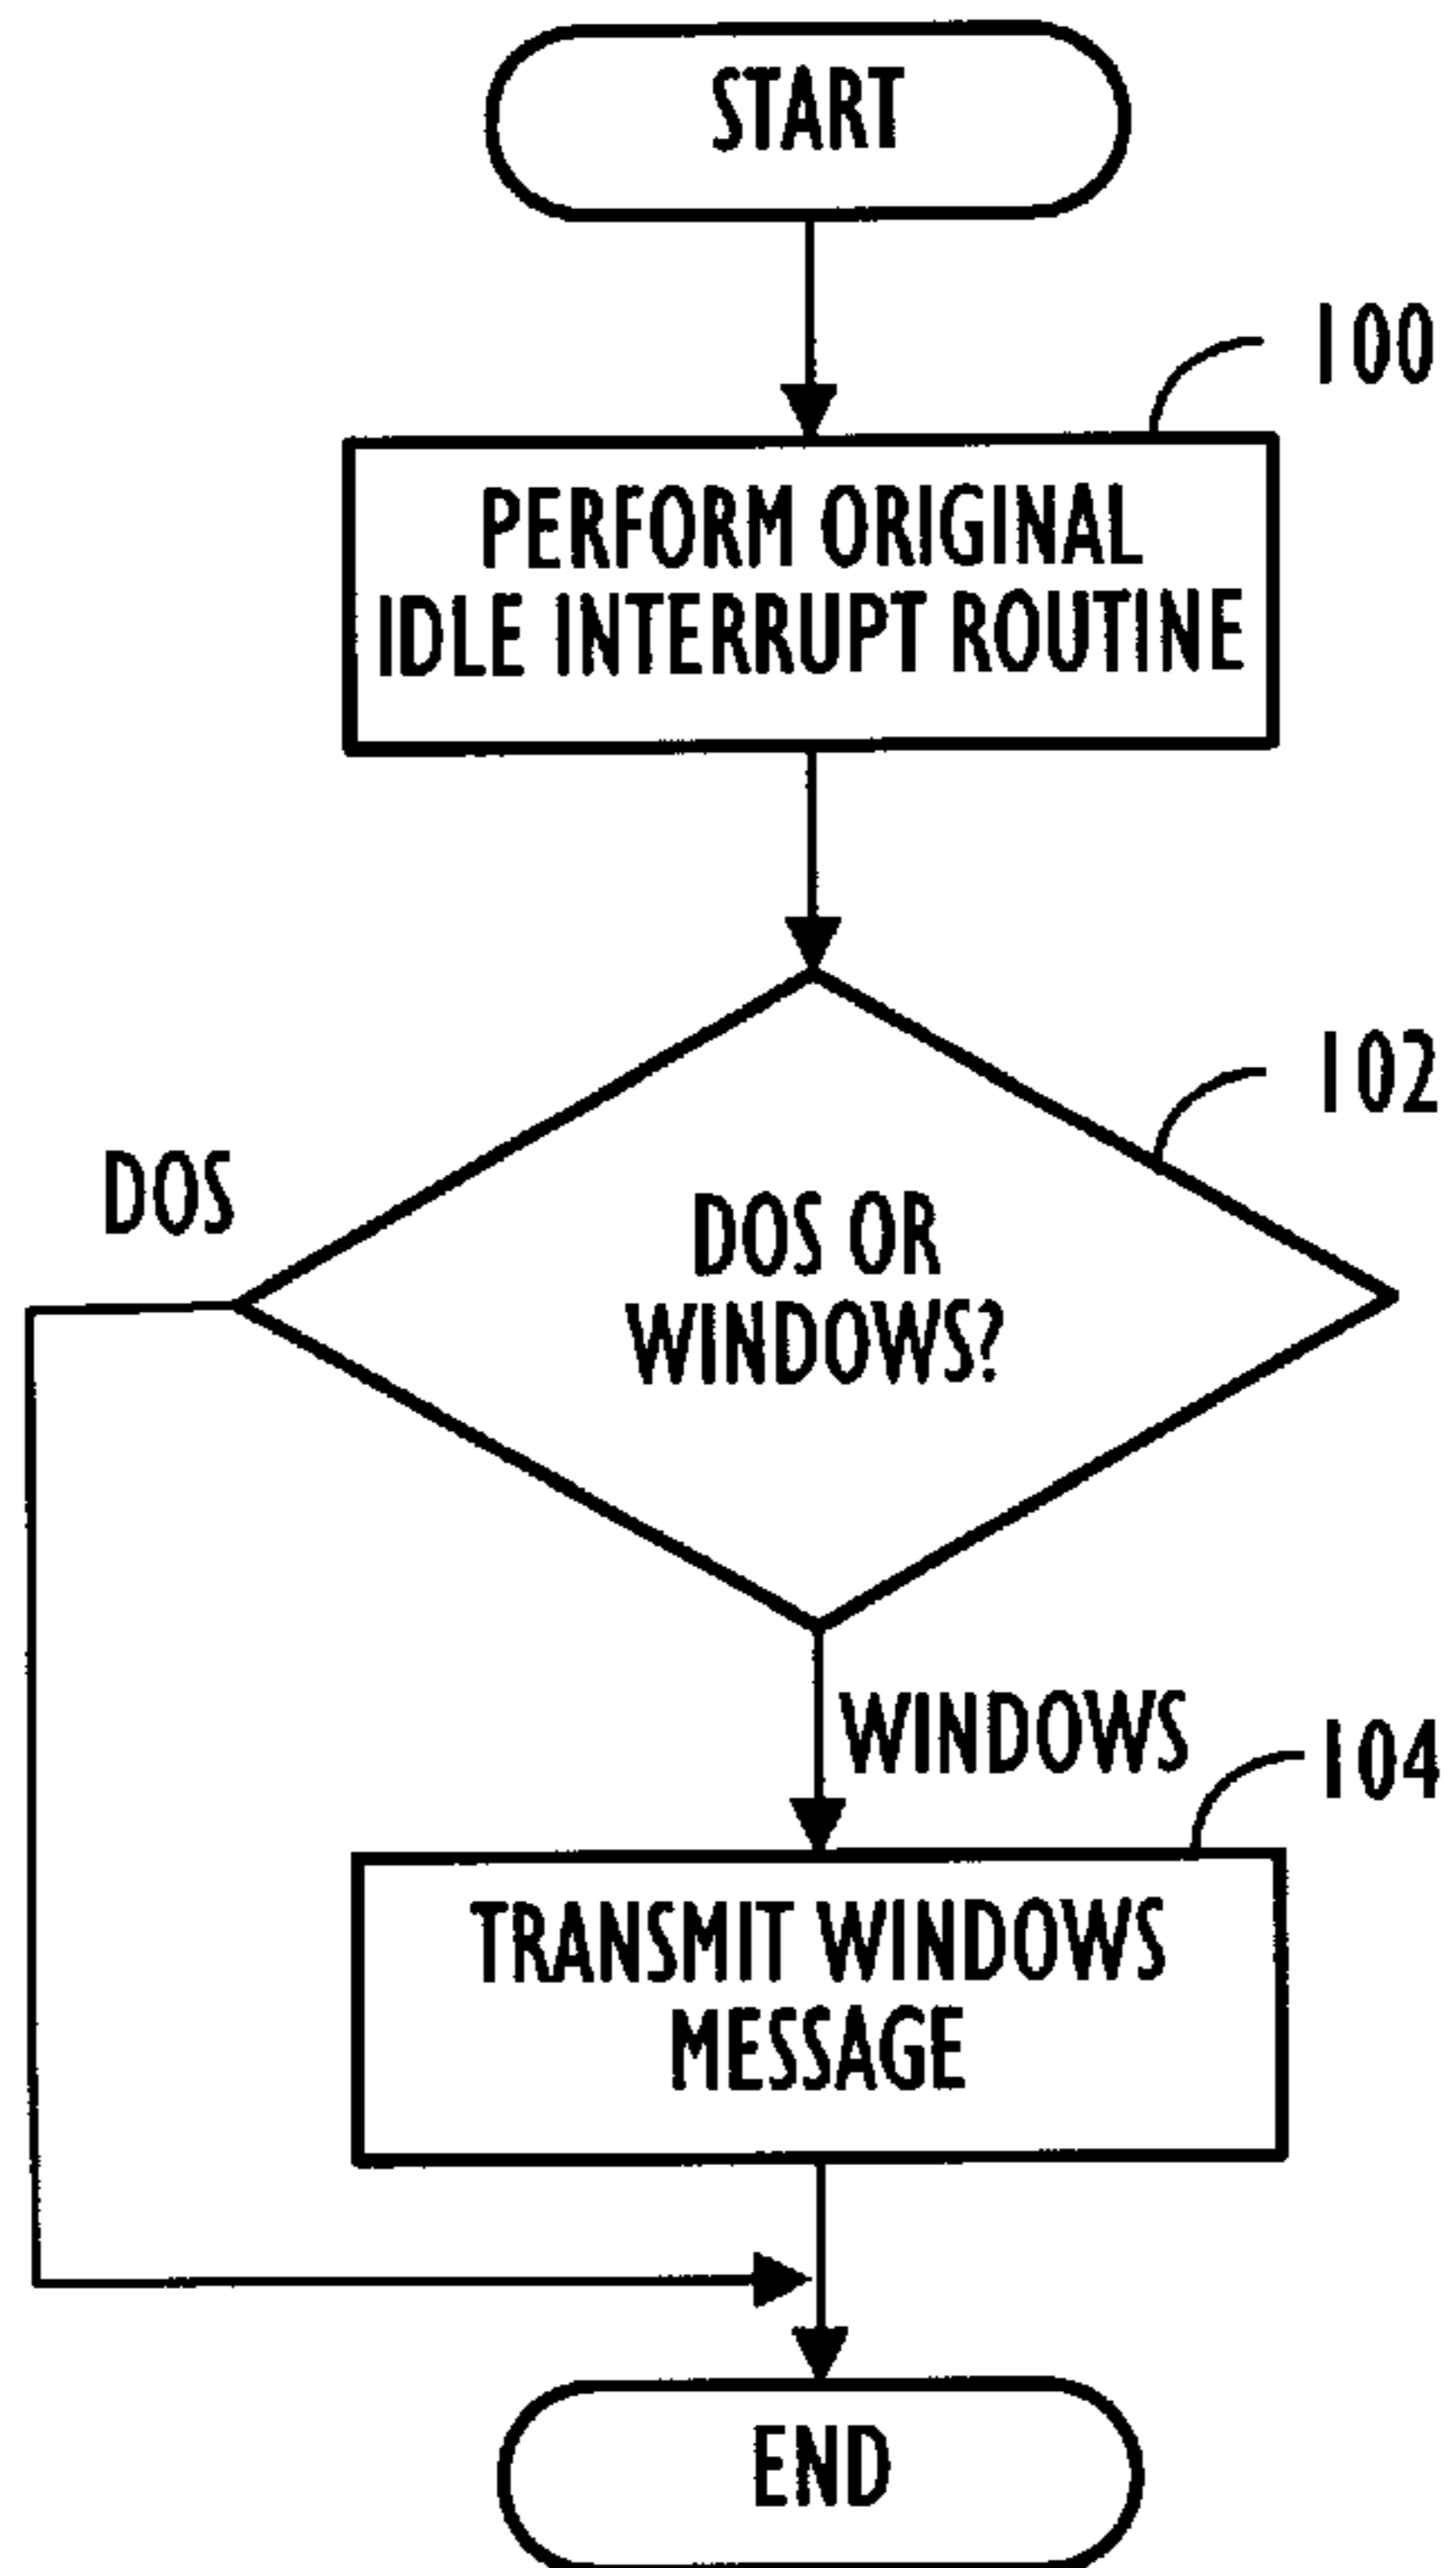 START
100
PERFORM ORIGINAL
IDLE INTERRUPT ROUTINE
102
DOS
DOS OR
WINDOWS?
WINDOWS
104
TRANSMIT WINDOWS
MESSAGE
END